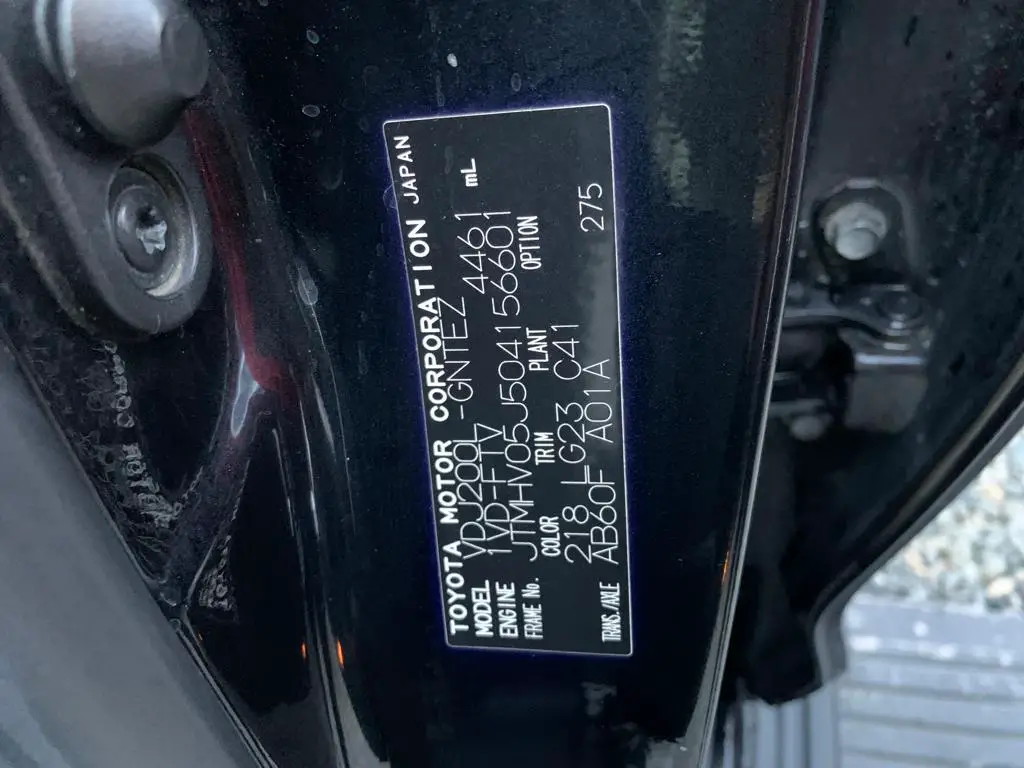 TOYOTA MOTOR CORPORATION JAPAN
MODEL VDJ200L -GNTEZ
ENGINE 1VD-FTV 4461 mL
FRAME No. JTMHV05J504156601
COLOR TRIM PLANT OPTION
218 LG23 C41
TRANS./AXLE AB60F A01A 275